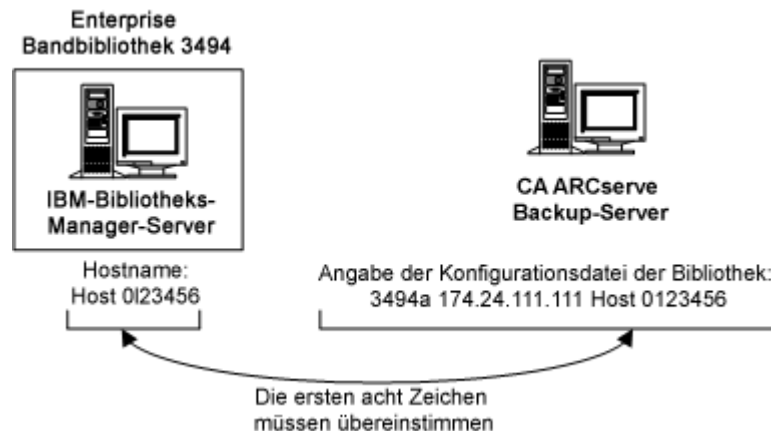 Enterprise
Bandbibliothek 3494
IBM-Bibliotheks-
Manager-Server
Hostname:
Host 0I23456
CA ARCserve
Backup-Server
Angabe der Konfigurationsdatei der Bibliothek:
3494a 174.24.111.111 Host 0123456
Die ersten acht Zeichen
müssen übereinstimmen